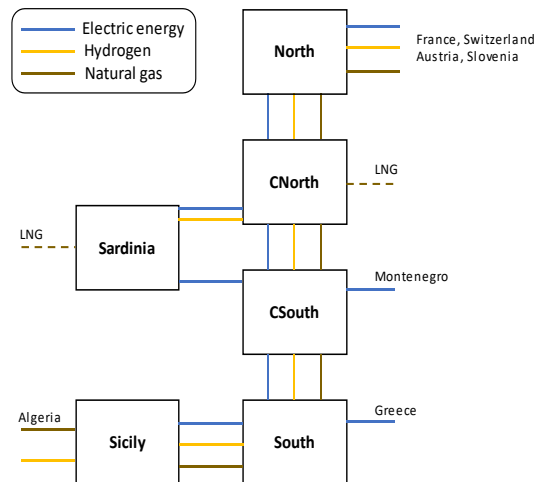 Electric energy
Hydrogen
Natural gas
North
France, Switzerland
Austria, Slovenia
CNorth
LNG
LNG
Sardinia
Montenegro
CSouth
Algeria
Greece
Sicily
South